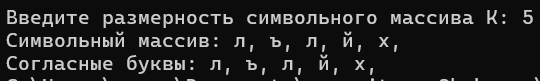 Введите размерность символьного массива К: 5
Символьный массив: л, ъ, л, й, х,
Согласные буквы: л, ъ, л, й, х,